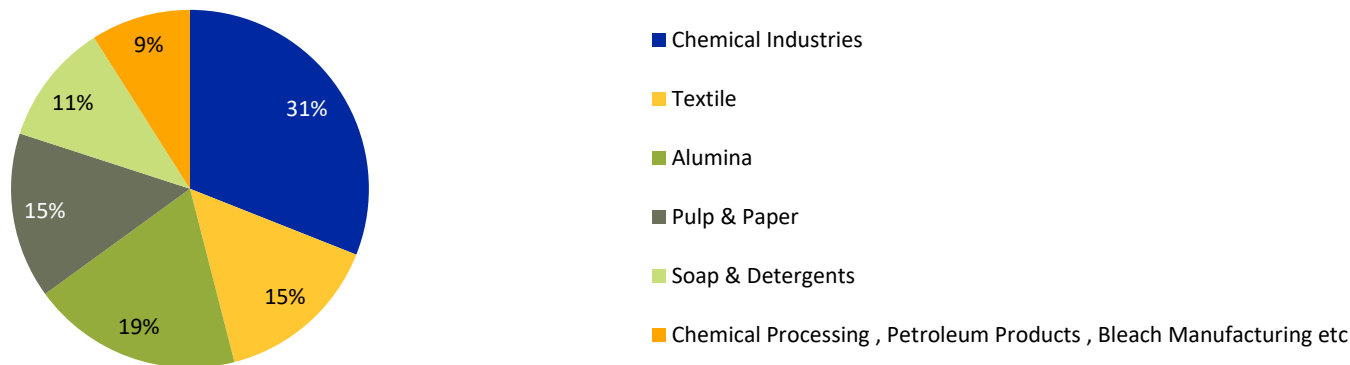 9%
31%
11%
15%
15%
19%
Chemical Industries
Textile
Alumina
Pulp & Paper
Soap & Detergents
Chemical Processing , Petroleum Products , Bleach Manufacturing etc